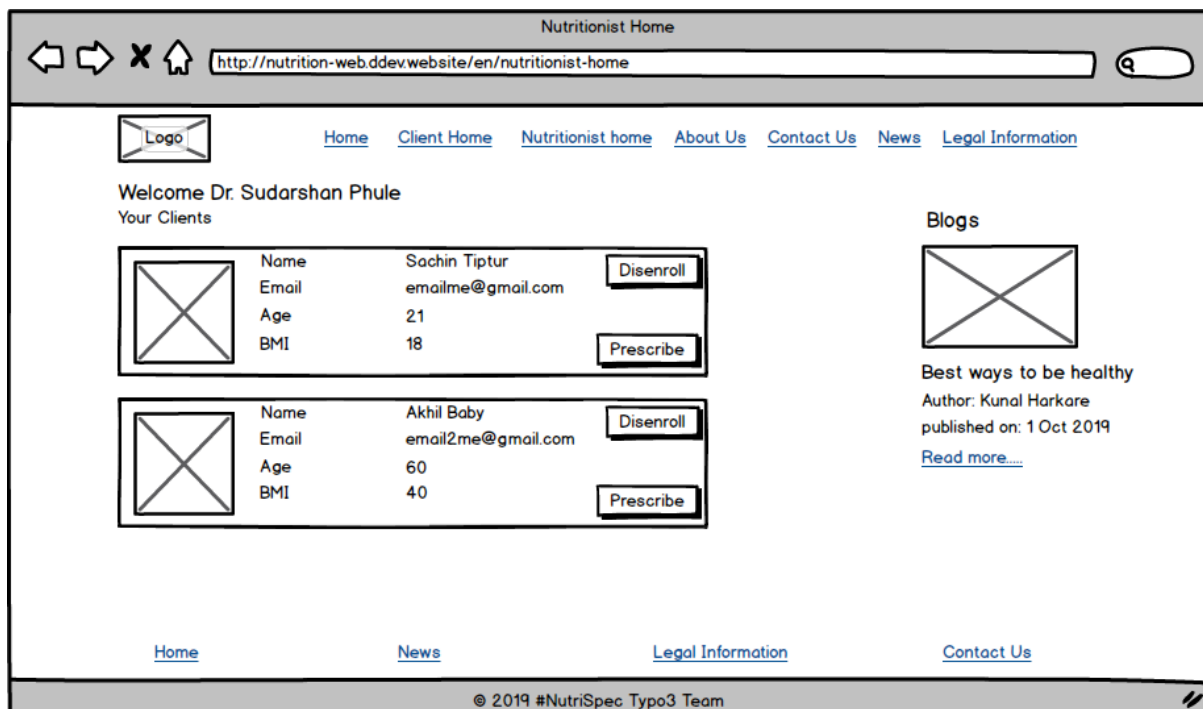 Nutritionist Home
http://nutrition-web.ddev.website/en/nutritionist-home
Logo
Home Client Home Nutritionist home About Us Contact Us News Legal Information
Welcome Dr. Sudarshan Phule
Your Clients
Name Sachin Tiptur
Email emailme@gmail.com
Age 21
BMI 18
Disenroll
Prescribe
Name Akhil Baby
Email email2me@gmail.com
Age 60
BMI 40
Disenroll
Prescribe
Blogs
Best ways to be healthy
Author: Kunal Harkare
published on: 1 Oct 2019
Read more.....
Home News Legal Information Contact Us
© 2019 #NutriSpec Typo3 Team